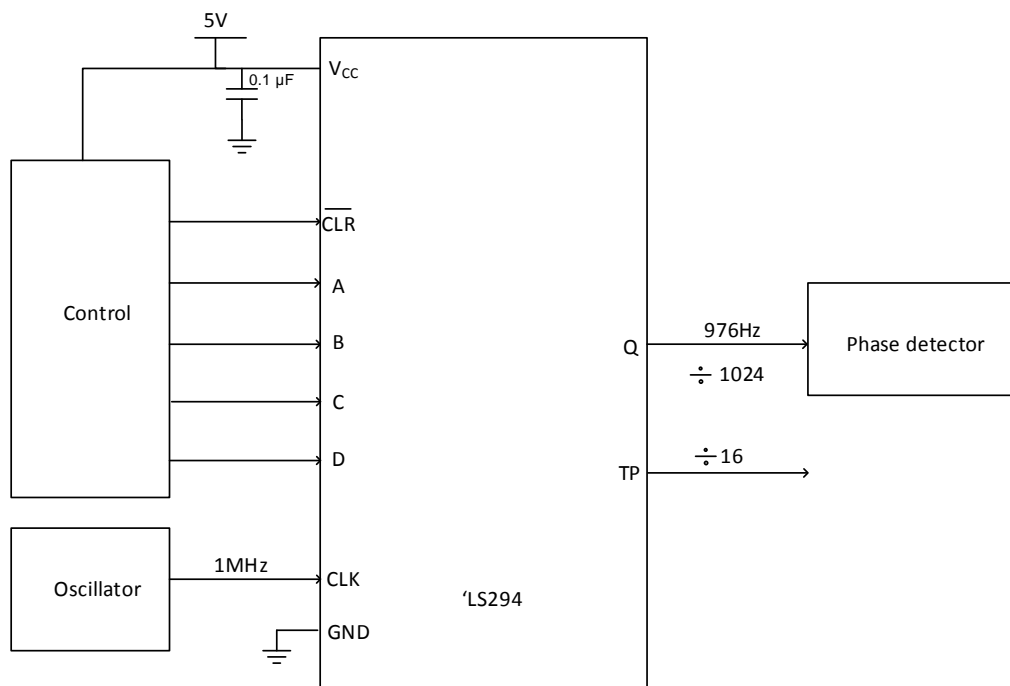 5V
0.1 µF
VCC
CLR
A
Control
B
Q
976Hz
÷ 1024
Phase detector
C
D
TP
÷ 16
Oscillator
1MHz
CLK
‘LS294
GND